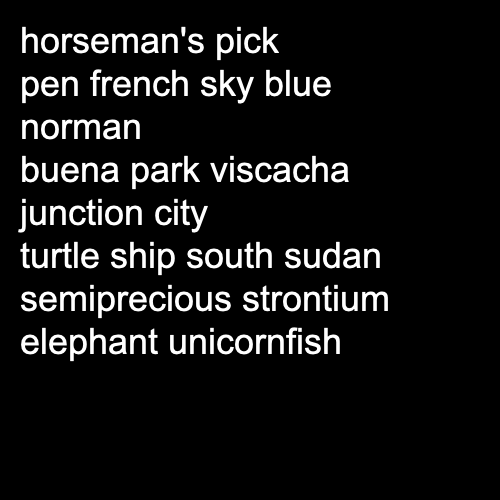 horseman's pick
pen french sky blue
norman
buena park viscacha
junction city
turtle ship south sudan
semiprecious strontium
elephant unicornfish